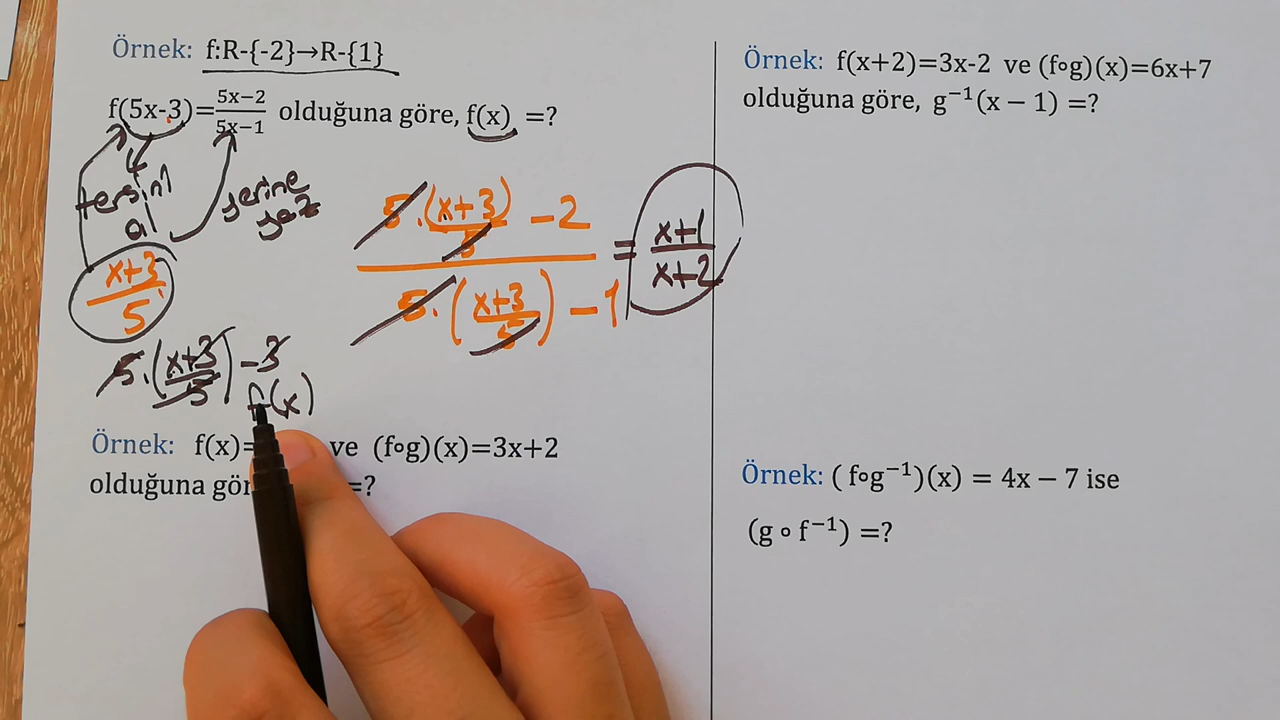 Örnek: f:R-{-2}→R-{1}
f(5x-3)=5x−2/5x−1 olduğuna göre, f(x) =?
tersini
al
yerine
yaz
x+3/5
5.(x+3/5)-3
f(x)
5.(x+3/5)-2 / 5.(x+3/5)-1 = x+1/x+2
Örnek: f(x)= ve (f∘g)(x)=3x+2
=?
Örnek: f(x+2)=3x-2 ve (f∘g)(x)=6x+7
olduğuna göre, g⁻¹(x − 1) =?
Örnek: ( f∘g⁻¹)(x) = 4x − 7 ise
(g ∘ f⁻¹) =?